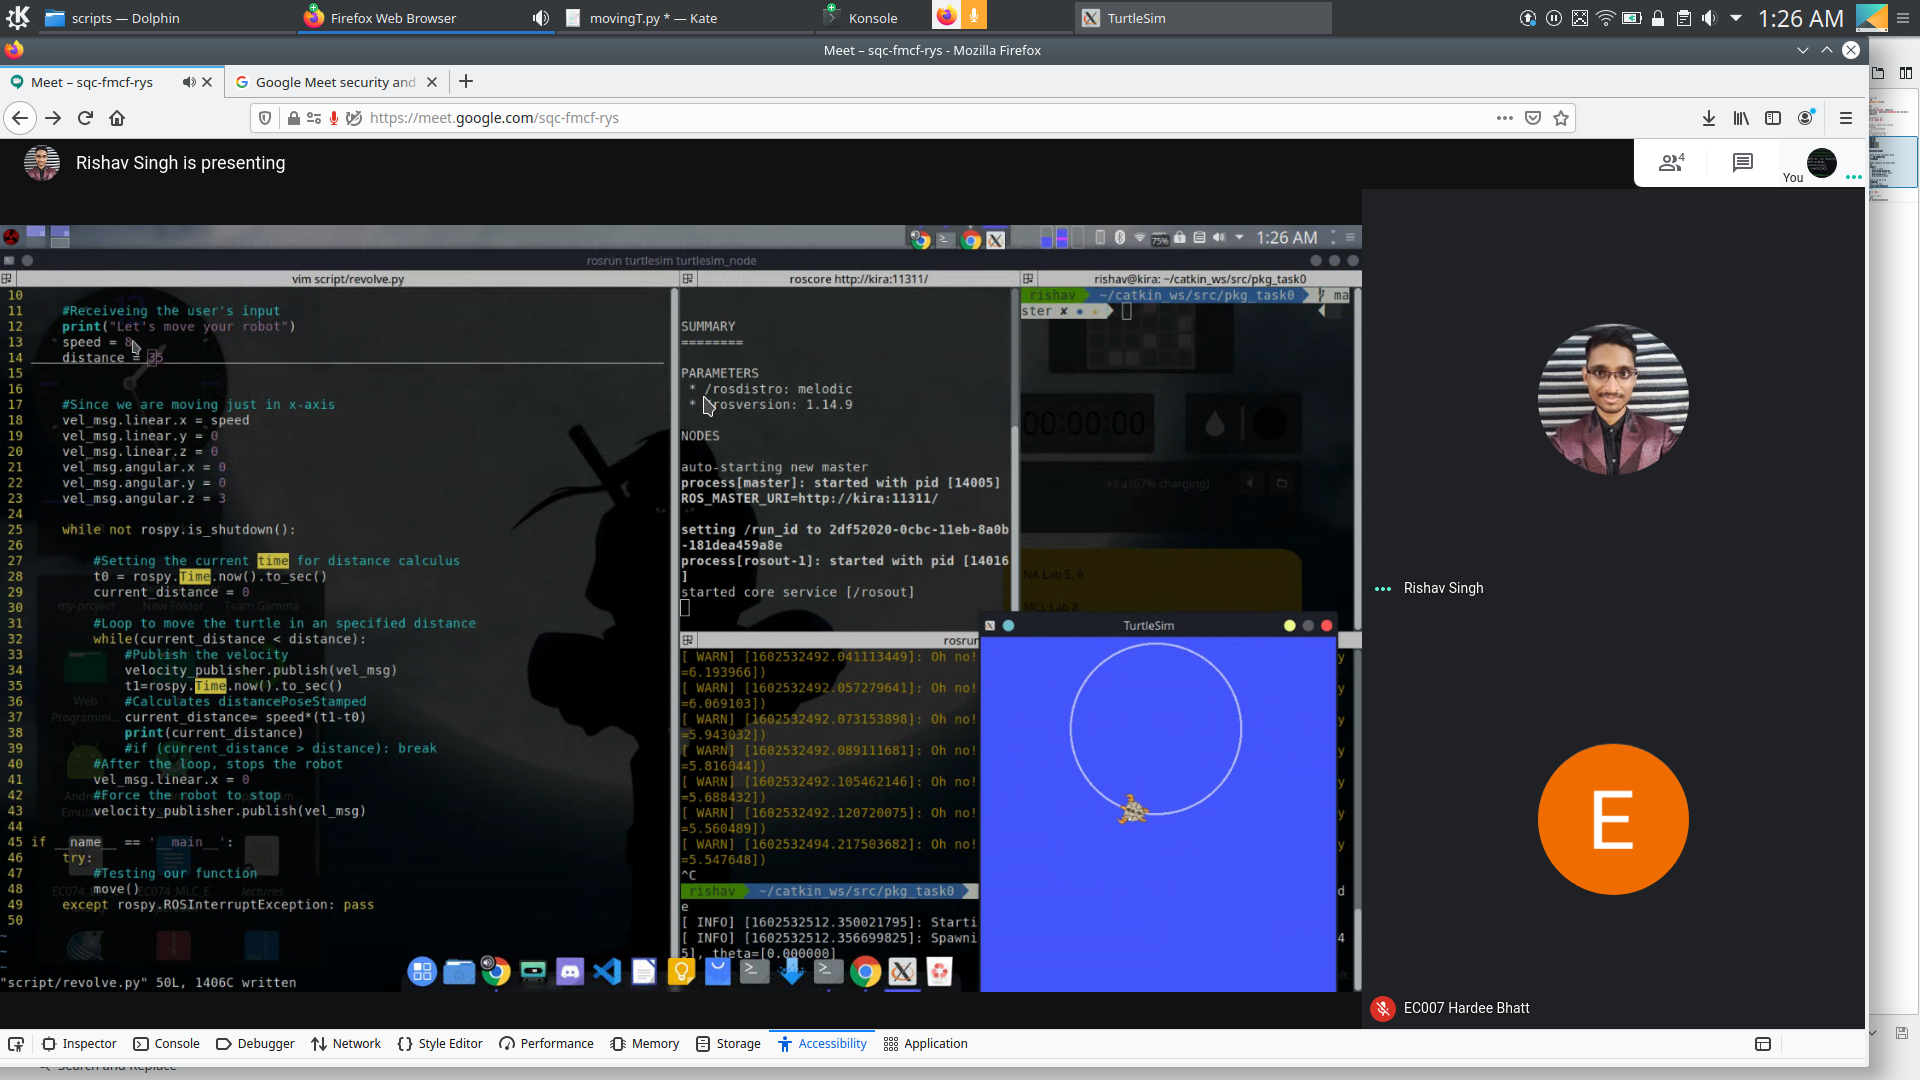 scripts — Dolphin
Firefox Web Browser
movingT.py * — Kate
Konsole
TurtleSim
1:26 AM
Meet – sqc-fmcf-rys - Mozilla Firefox
Meet – sqc-fmcf-rys
Google Meet security and
https://meet.google.com/sqc-fmcf-rys
Rishav Singh is presenting
4
You
75%
1:26 AM
rosrun turtlesim turtlesim_node
vim script/revolve.py
10
11 #Receiveing the user's input
12 print("Let's move your robot")
13 speed = 8
14 distance = 35
15
16
17 #Since we are moving just in x-axis
18 vel_msg.linear.x = speed
19 vel_msg.linear.y = 0
20 vel_msg.linear.z = 0
21 vel_msg.angular.x = 0
22 vel_msg.angular.y = 0
23 vel_msg.angular.z = 3
24
25 while not rospy.is_shutdown():
26
27 #Setting the current time for distance calculus
28 t0 = rospy.Time.now().to_sec()
29 current_distance = 0
30
31 #Loop to move the turtle in an specified distance
32 while(current_distance < distance):
33 #Publish the velocity
34 velocity_publisher.publish(vel_msg)
35 t1=rospy.Time.now().to_sec()
36 #Calculates distancePoseStamped
37 current_distance= speed*(t1-t0)
38 print(current_distance)
39 #if (current_distance > distance): break
40 #After the loop, stops the robot
41 vel_msg.linear.x = 0
42 #Force the robot to stop
43 velocity_publisher.publish(vel_msg)
44
45 if __name__ == '__main__':
46 try:
47 #Testing our function
48 move()
49 except rospy.ROSInterruptException: pass
50
~
~
~
"script/revolve.py" 50L, 1406C written
my-project
New Folder
Team Gamma
Web
lectures
roscore http://kira:11311/
SUMMARY
========
PARAMETERS
* /rosdistro: melodic
* /rosversion: 1.14.9
NODES
auto-starting new master
process[master]: started with pid [14005]
ROS_MASTER_URI=http://kira:11311/
setting /run_id to 2df52020-0cbc-11eb-8a0b
-181dea459a8e
process[rosout-1]: started with pid [14016
]
started core service [/rosout]
rishav@kira: ~/catkin_ws/src/pkg_task0
rishav ~/catkin_ws/src/pkg_task0 ma
ster ✘
00:00:00
kira (67% charging)
NA Lab 5, 6
MCL Lab 8
rosrun
[ WARN] [1602532492.041113449]: Oh no!
=6.193966])
[ WARN] [1602532492.057279641]: Oh no!
=6.069103])
[ WARN] [1602532492.073153898]: Oh no!
=5.943032])
[ WARN] [1602532492.089111681]: Oh no!
=5.816044])
[ WARN] [1602532492.105462146]: Oh no!
=5.688432])
[ WARN] [1602532492.120720075]: Oh no!
=5.560489])
[ WARN] [1602532494.217503682]: Oh no!
=5.547648])
^C
rishav ~/catkin_ws/src/pkg_task0
e
[ INFO] [1602532512.350021795]: Starti
[ INFO] [1602532512.356699825]: Spawni
5], theta=[0.000000]
TurtleSim
Rishav Singh
E
EC007 Hardee Bhatt
Inspector
Console
Debugger
Network
Style Editor
Performance
Memory
Storage
Accessibility
Application
Search and Replace